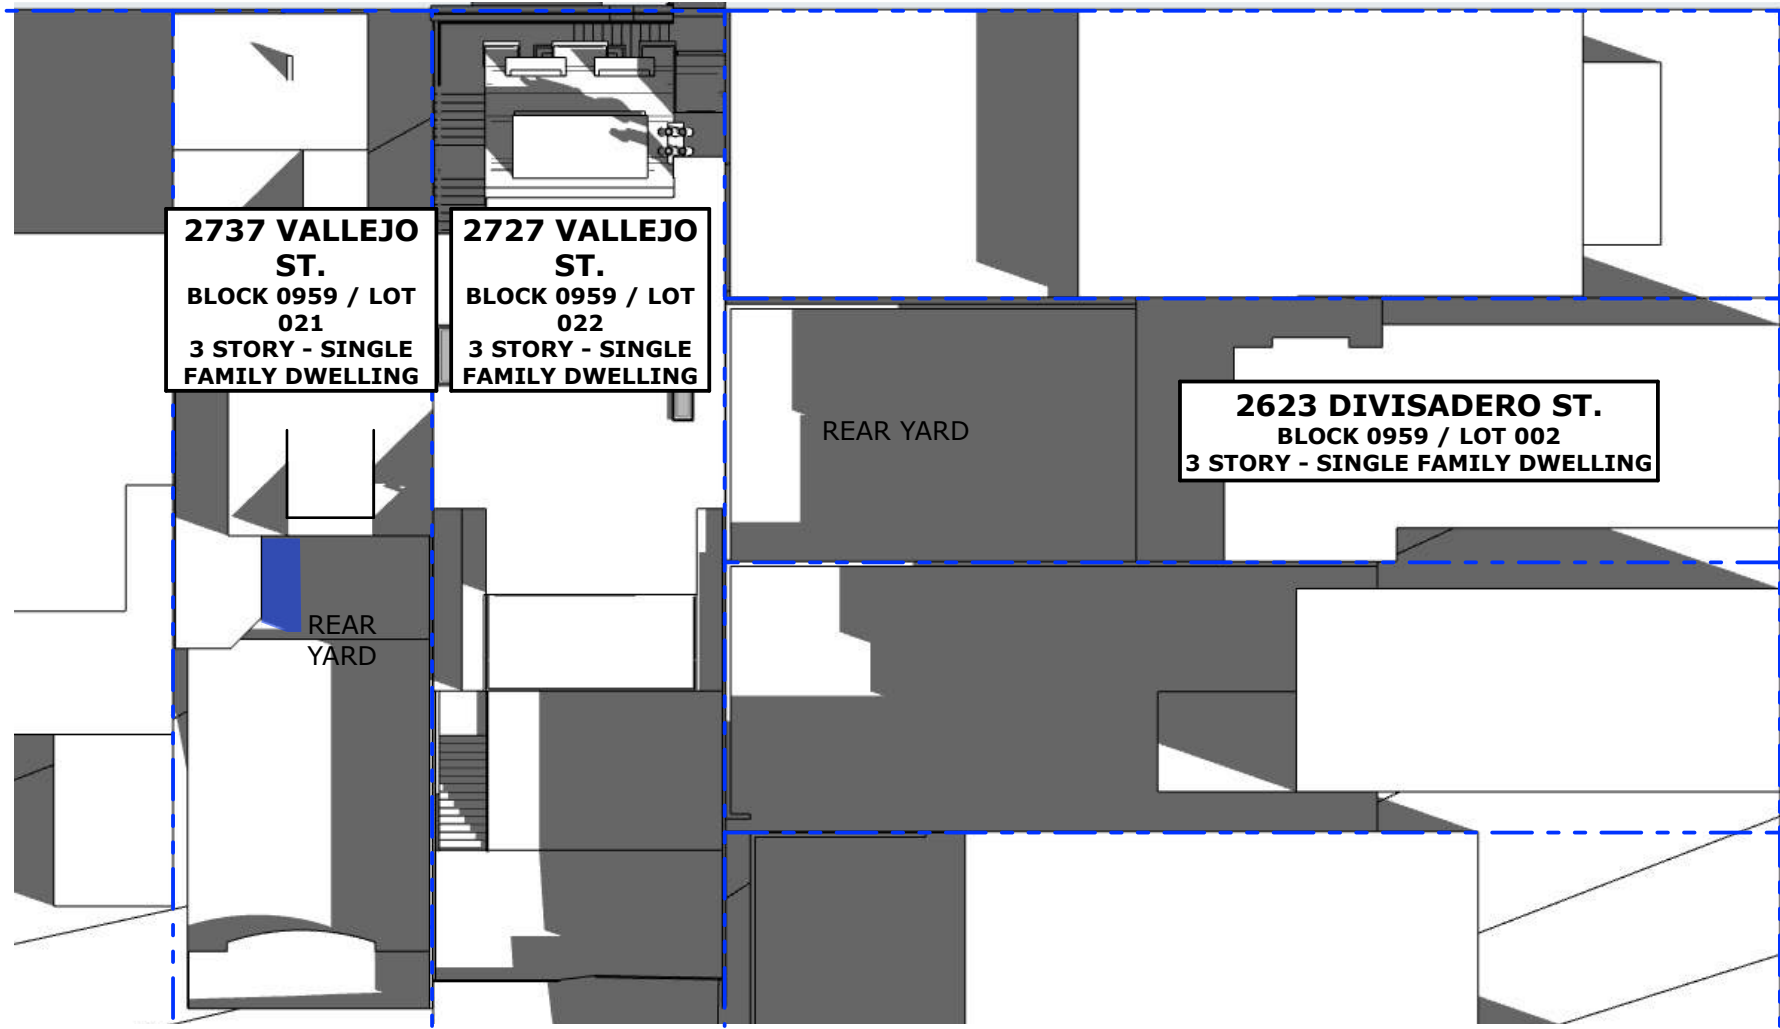 2737 VALLEJO
ST.
BLOCK 0959 / LOT
021
3 STORY - SINGLE
FAMILY DWELLING
2727 VALLEJO
ST.
BLOCK 0959 / LOT
022
3 STORY - SINGLE
FAMILY DWELLING
REAR YARD
2623 DIVISADERO ST.
BLOCK 0959 / LOT 002
3 STORY - SINGLE FAMILY DWELLING
REAR
YARD